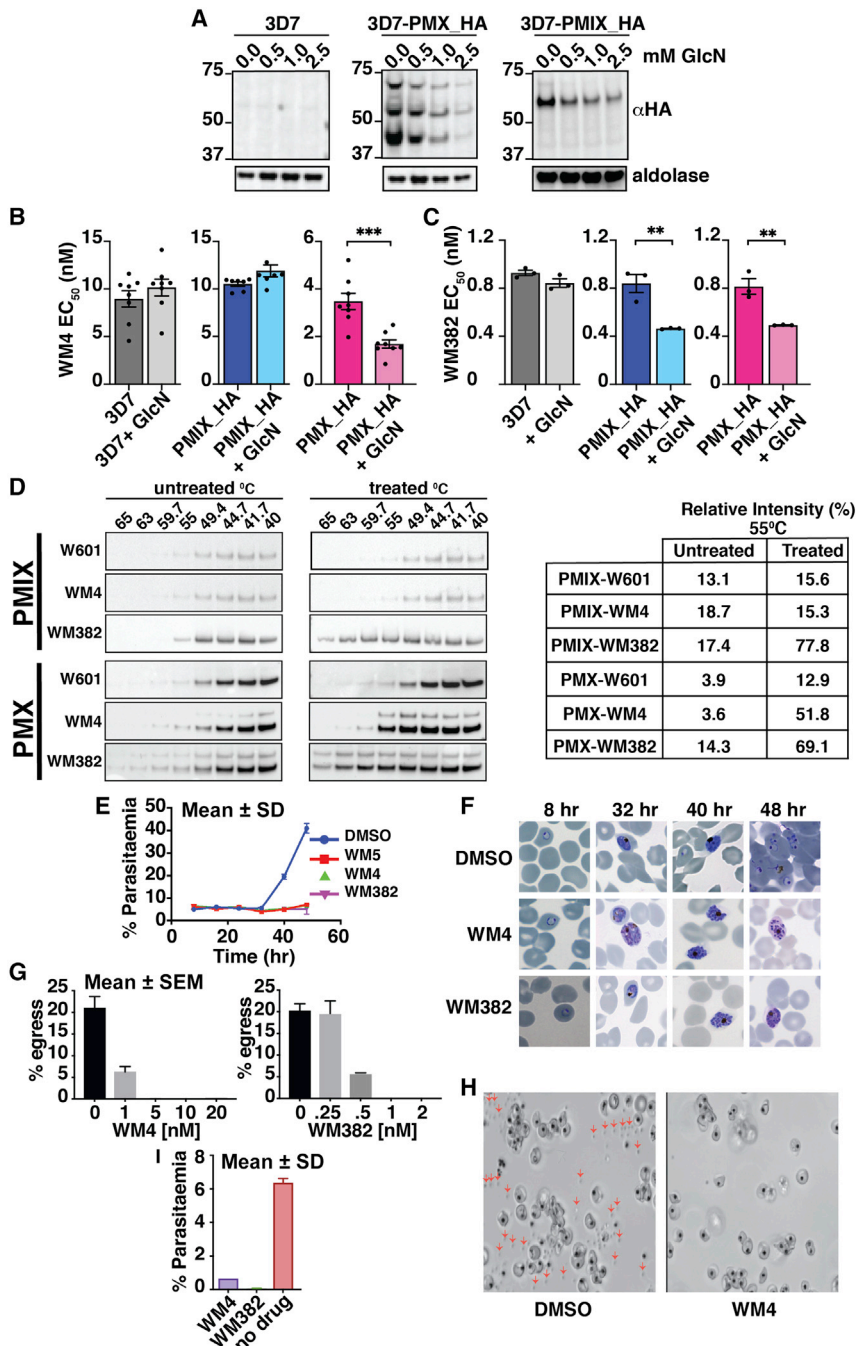 A
3D7
3D7-PMX_HA
3D7-PMIX_HA
0.0 0.5 1.0 2.5
0.0 0.5 1.0 2.5
0.0 0.5 1.0 2.5
mM GlcN
75
50
37
75
50
37
75
50
37
αHA
aldolase
B
WM4 EC50 (nM)
15
10
5
0
3D7
3D7+ GlcN
15
10
5
0
PMIX_HA
PMIX_HA + GlcN
6
4
2
0
***
PMX_HA
PMX_HA + GlcN
C
WM382 EC50 (nM)
1.2
0.8
0.4
0
3D7
+ GlcN
1.2
0.8
0.4
0
**
PMIX_HA
PMIX_HA + GlcN
1.2
0.8
0.4
0
**
PMX_HA
PMX_HA + GlcN
D
untreated ⁰C
treated ⁰C
65 63 59.7 55 49.4 44.7 41.7 40
65 63 59.7 55 49.4 44.7 41.7 40
PMIX
W601
WM4
WM382
PMX
W601
WM4
WM382
Relative Intensity (%)
55⁰C
Untreated Treated
PMIX-W601 13.1 15.6
PMIX-WM4 18.7 15.3
PMIX-WM382 17.4 77.8
PMX-W601 3.9 12.9
PMX-WM4 3.6 51.8
PMX-WM382 14.3 69.1
E
Mean ± SD
% Parasitaemia
50
40
30
20
10
0
0 20 40 60
Time (hr)
DMSO
WM5
WM4
WM382
F
8 hr 32 hr 40 hr 48 hr
DMSO
WM4
WM382
G
Mean ± SEM
% egress
25
20
15
10
5
0
0 1 5 10 20
WM4 [nM]
% egress
25
20
15
10
5
0
0 .25 .5 1 2
WM382 [nM]
H
DMSO
WM4
I
Mean ± SD
% Parasitaemia
8
6
4
2
0
WM4
WM382
no drug